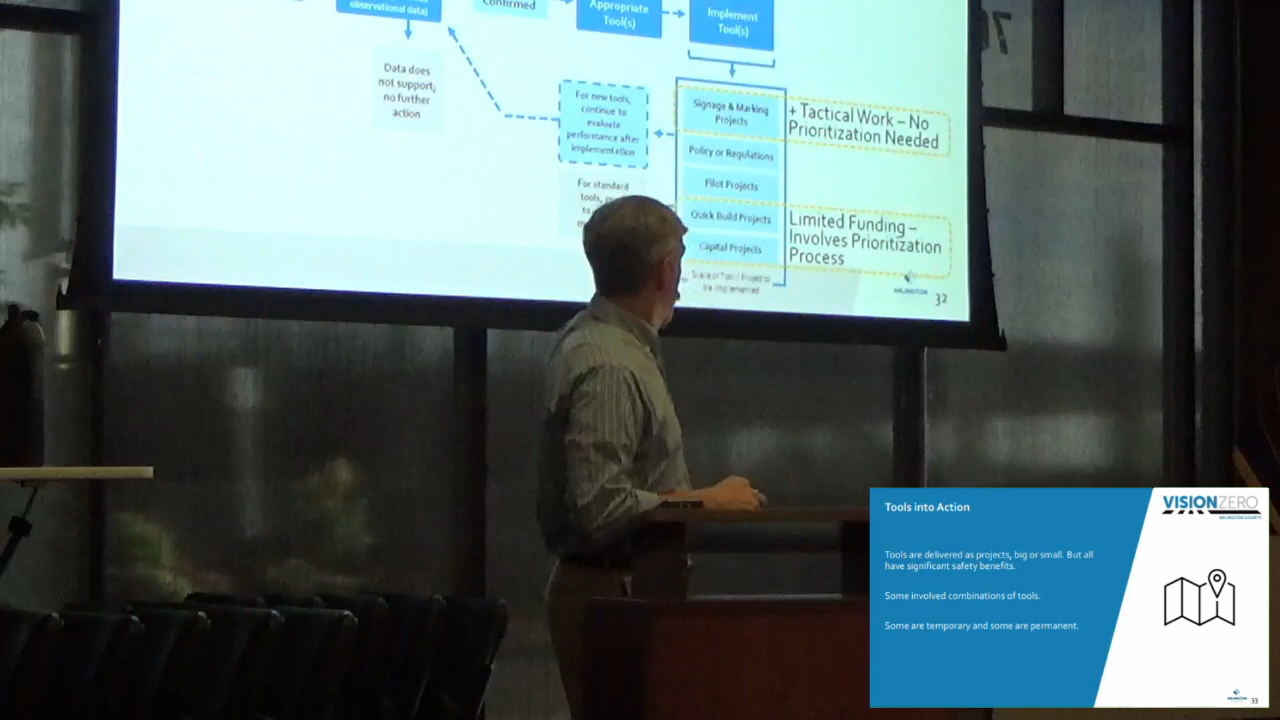 observational data)
Confirmed
Appropriate
Tool(s)
Implement
Tool(s)
Data does
not support,
no further
action
For new tools,
continue to
evaluate
performance after
implementation
For standard
tools,
to
Signage & Marking
Projects
Policy or Regulations
Pilot Projects
Quick Build Projects
Capital Projects
Scale of Tool / Project to
be Implemented
+ Tactical Work – No
Prioritization Needed
Limited Funding –
Involves Prioritization
Process
ARLINGTON
32
Tools into Action
VISIONZERO
ARLINGTON COUNTY
Tools are delivered as projects, big or small. But all
have significant safety benefits.
Some involved combinations of tools.
Some are temporary and some are permanent.
ARLINGTON
33